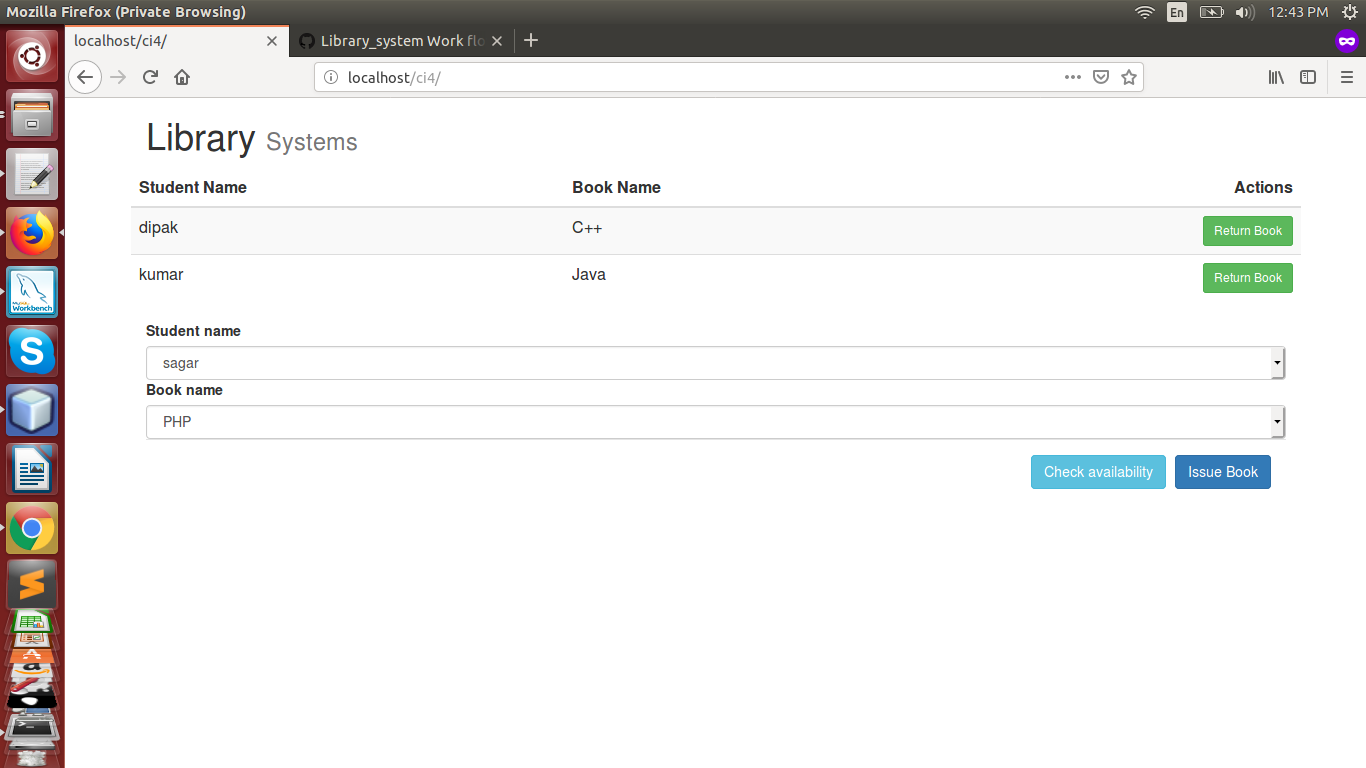 Mozilla Firefox (Private Browsing) En 12:43 PM
localhost/ci4/ Library_system Work flo
localhost/ci4/
Library Systems
Student Name Book Name Actions
dipak C++ Return Book
kumar Java Return Book
Student name
sagar
Book name
PHP
Check availability Issue Book
Workbench